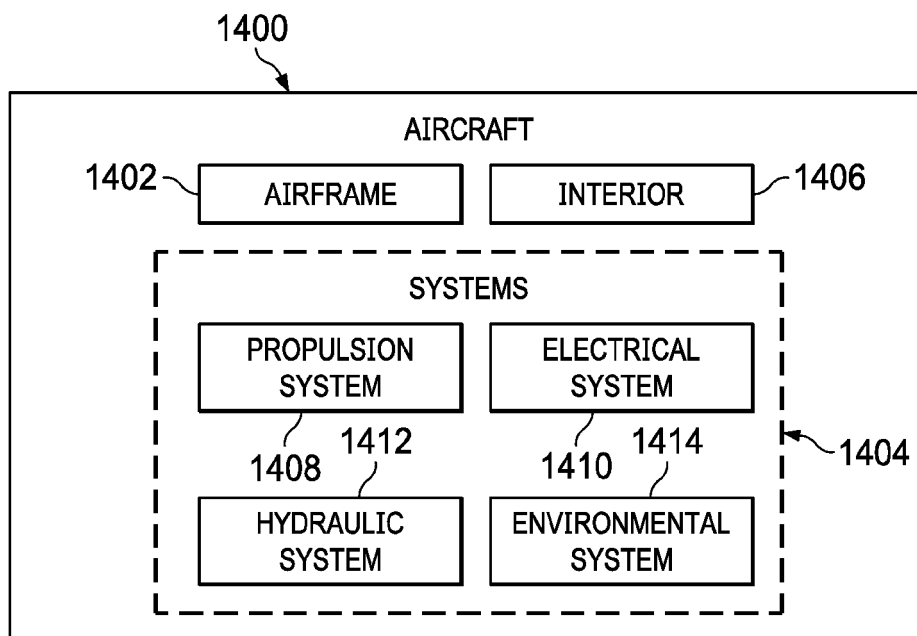 1400
AIRCRAFT
1402
AIRFRAME
INTERIOR
1406
SYSTEMS
PROPULSION
SYSTEM
ELECTRICAL
SYSTEM
1408
1412
1410
1414
1404
HYDRAULIC
SYSTEM
ENVIRONMENTAL
SYSTEM